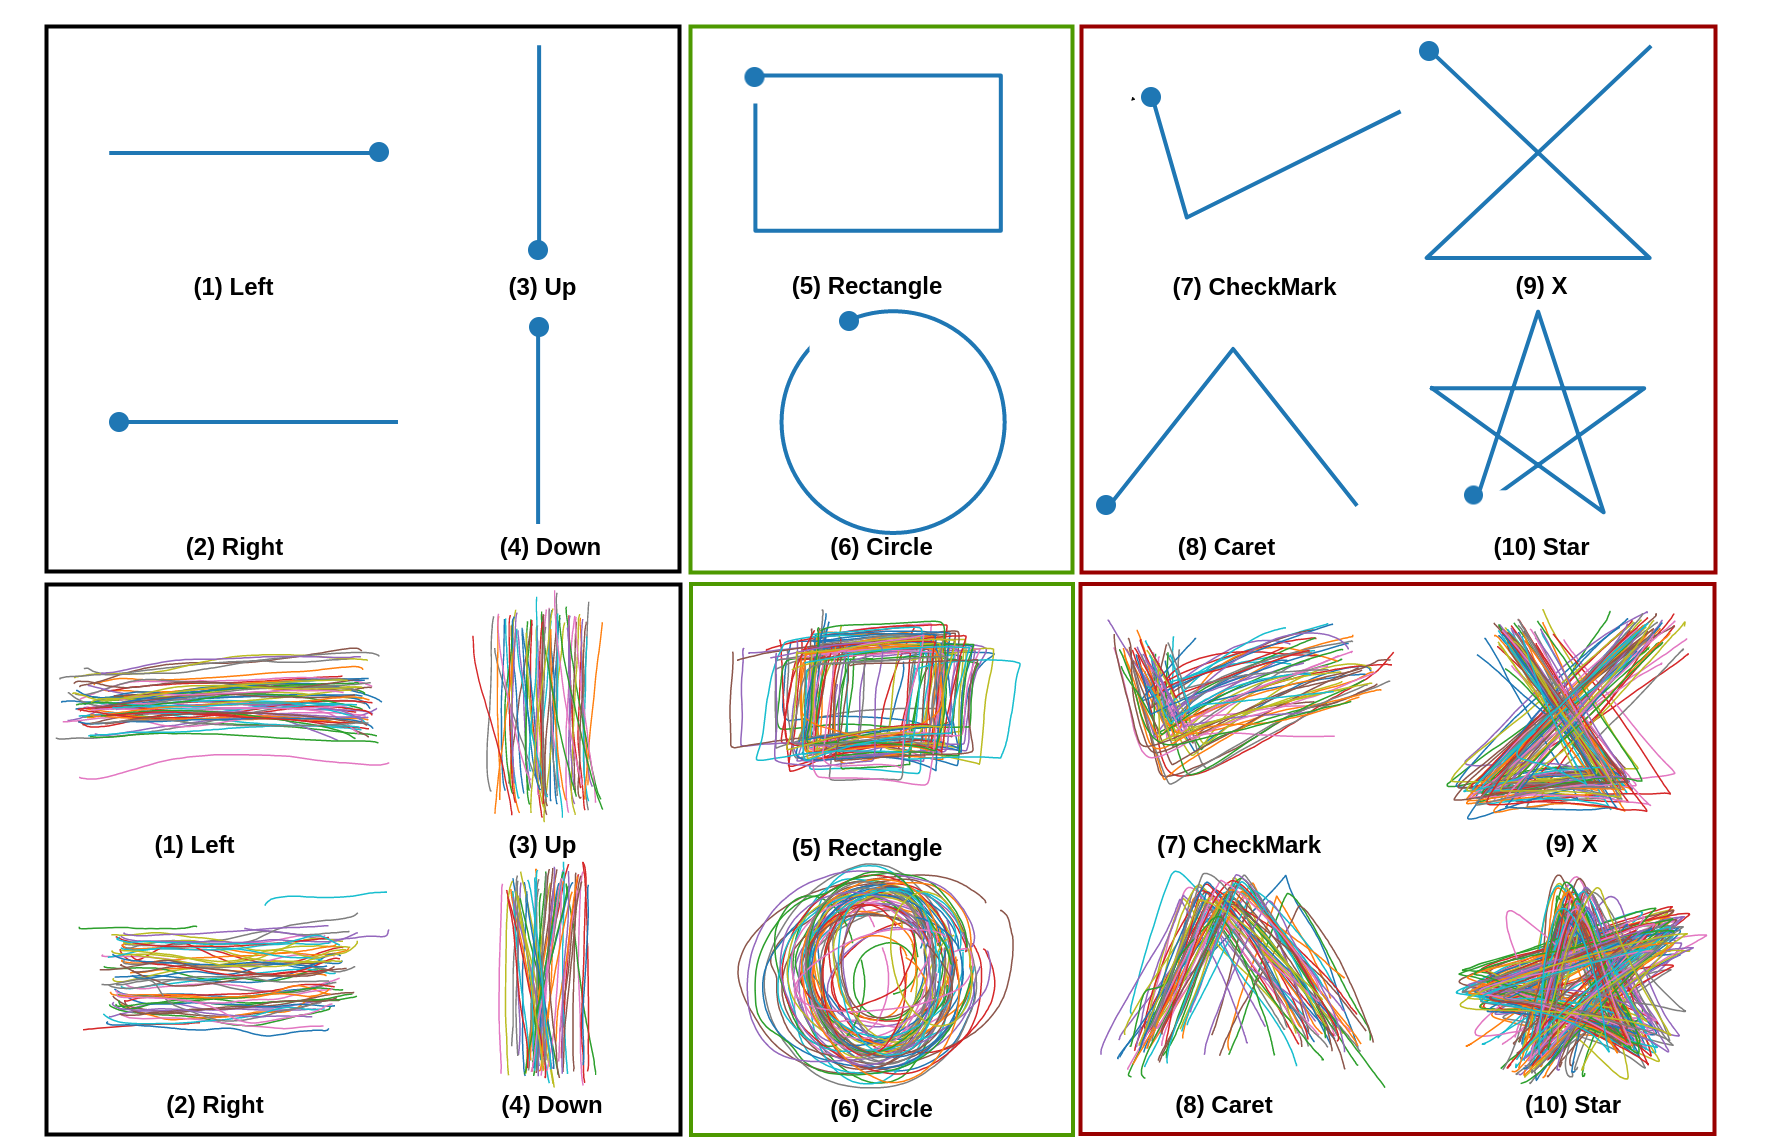 (1) Left
(3) Up
(2) Right
(4) Down
(5) Rectangle
(6) Circle
(7) CheckMark
(9) X
(8) Caret
(10) Star
(1) Left
(3) Up
(2) Right
(4) Down
(5) Rectangle
(6) Circle
(7) CheckMark
(9) X
(8) Caret
(10) Star